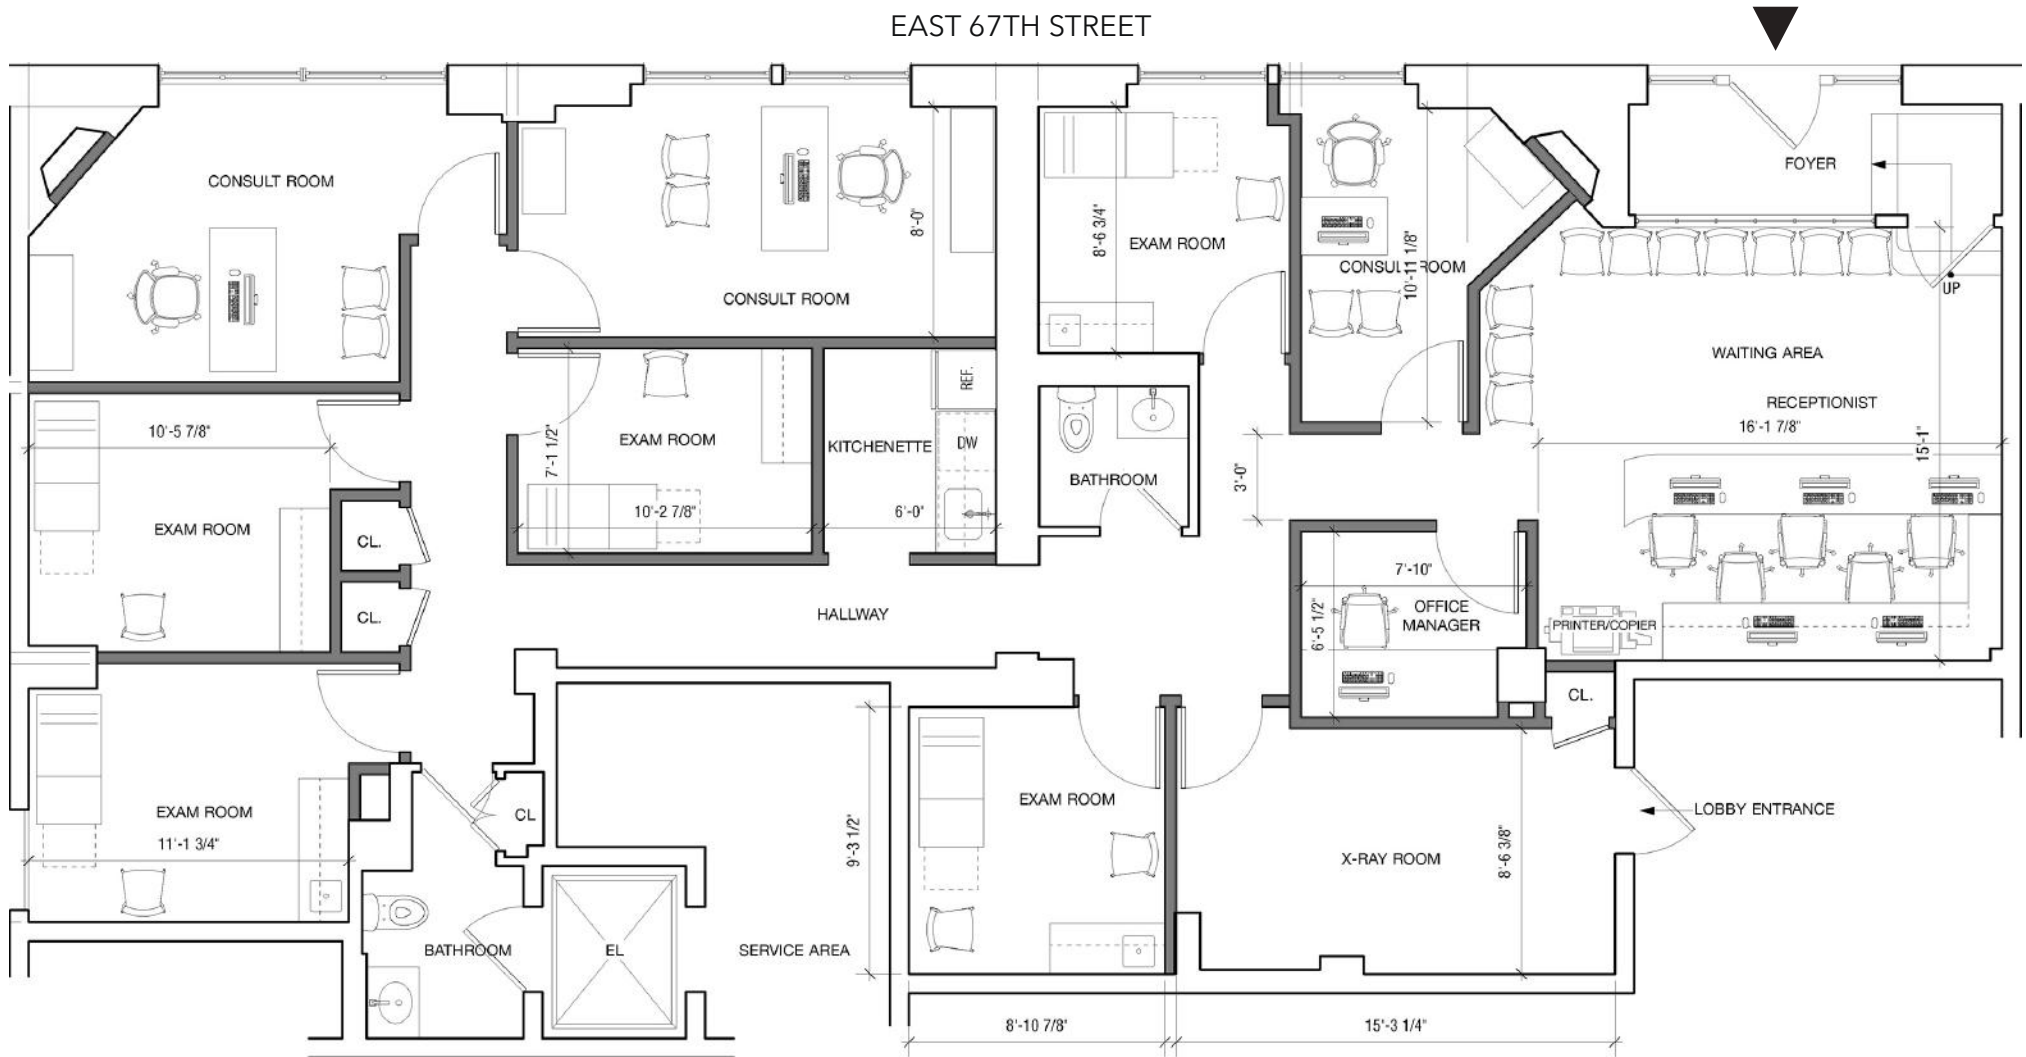 EAST 67TH STREET
CONSULT ROOM
CONSULT ROOM
8'-0"
EXAM ROOM
8'-6 3/4"
CONSULT ROOM
10'-11 1/8"
FOYER
UP
WAITING AREA
RECEPTIONIST
16'-1 7/8"
15'-1"
10'-5 7/8"
EXAM ROOM
CL.
CL.
EXAM ROOM
7'-1 1/2"
10'-2 7/8"
KITCHENETTE
REF.
DW
6'-0"
BATHROOM
3'-0"
HALLWAY
7'-10"
OFFICE
MANAGER
6'-5 1/2"
PRINTER/COPIER
CL.
EXAM ROOM
11'-1 3/4"
CL
BATHROOM
EL
SERVICE AREA
9'-3 1/2"
EXAM ROOM
X-RAY ROOM
8'-6 3/8"
LOBBY ENTRANCE
8'-10 7/8"
15'-3 1/4"